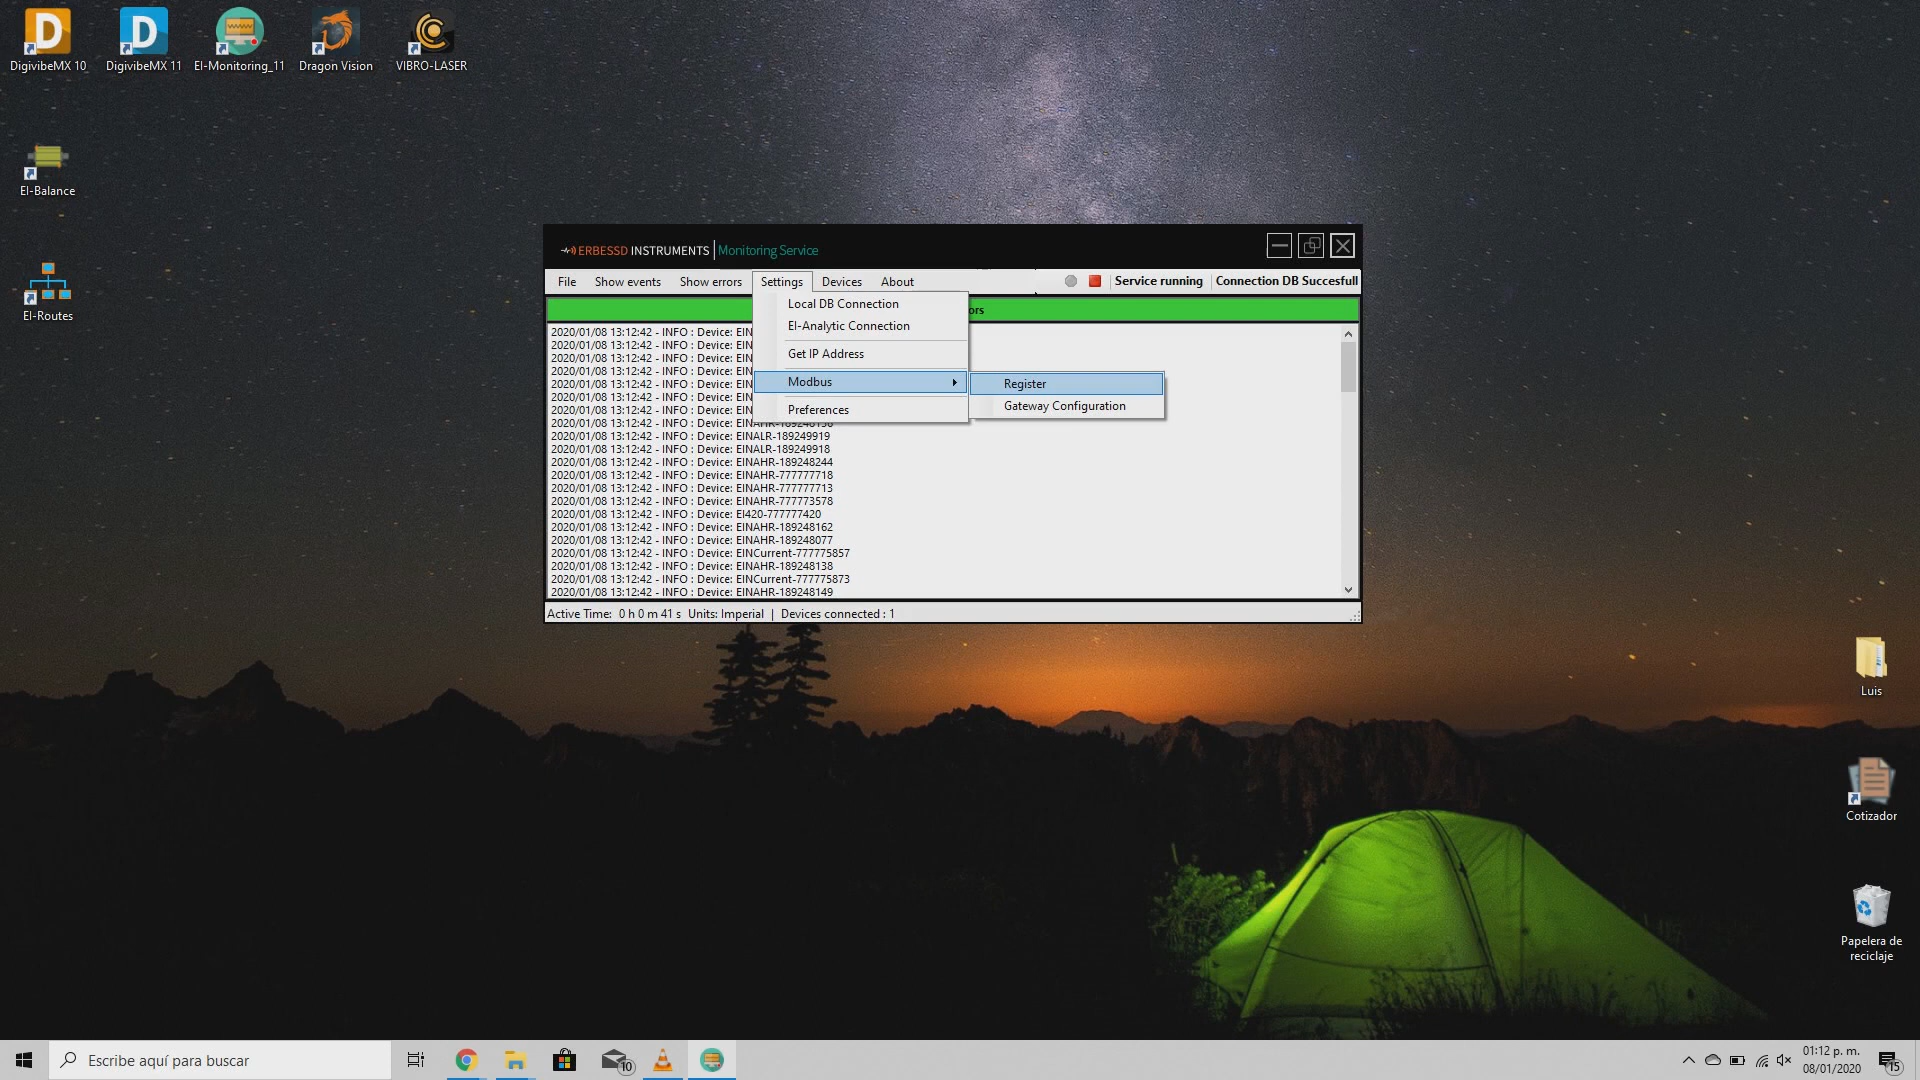 DigivibeMX 10
DigivibeMX 11
EI-Monitoring_11
Dragon Vision
VIBRO-LASER
EI-Balance
EI-Routes
ERBESSD INSTRUMENTS | Monitoring Service
File Show events Show errors Settings Devices About Service running Connection DB Succesfull
Local DB Connection
EI-Analytic Connection
Get IP Address
Modbus
Preferences
Register
Gateway Configuration
ors
2020/01/08 13:12:42 - INFO : Device: EIN
2020/01/08 13:12:42 - INFO : Device: EIN
2020/01/08 13:12:42 - INFO : Device: EIN
2020/01/08 13:12:42 - INFO : Device: EIN
2020/01/08 13:12:42 - INFO : Device: EIN
2020/01/08 13:12:42 - INFO : Device: EIN
2020/01/08 13:12:42 - INFO : Device: EIN
2020/01/08 13:12:42 - INFO : Device:
2020/01/08 13:12:42 - INFO : Device: EINALR-189249919
2020/01/08 13:12:42 - INFO : Device: EINALR-189249918
2020/01/08 13:12:42 - INFO : Device: EINAHR-189248244
2020/01/08 13:12:42 - INFO : Device: EINAHR-777777718
2020/01/08 13:12:42 - INFO : Device: EINAHR-777777713
2020/01/08 13:12:42 - INFO : Device: EINAHR-777773578
2020/01/08 13:12:42 - INFO : Device: EI420-777777420
2020/01/08 13:12:42 - INFO : Device: EINAHR-189248162
2020/01/08 13:12:42 - INFO : Device: EINAHR-189248077
2020/01/08 13:12:42 - INFO : Device: EINCurrent-777775857
2020/01/08 13:12:42 - INFO : Device: EINAHR-189248138
2020/01/08 13:12:42 - INFO : Device: EINCurrent-777775873
2020/01/08 13:12:42 - INFO : Device: EINAHR-189248149
Active Time: 0 h 0 m 41 s Units: Imperial | Devices connected : 1
Luis
Cotizador
Papelera de
reciclaje
Escribe aquí para buscar
10
01:12 p. m.
08/01/2020
15